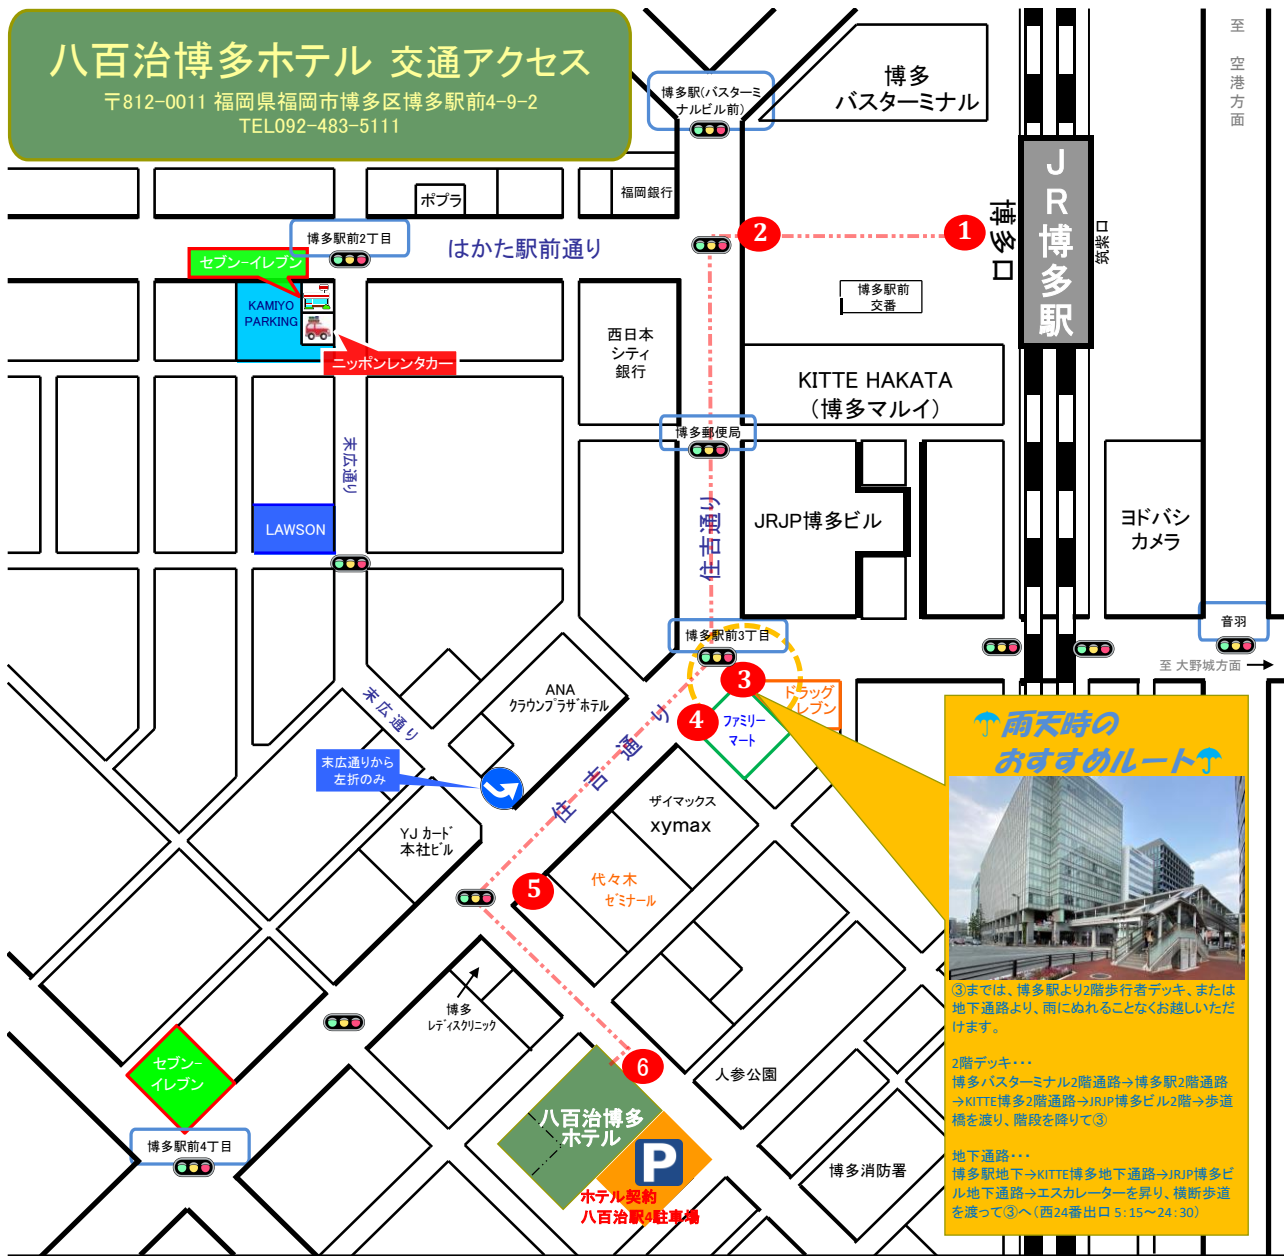 八百治博多ホテル 交通アクセス
〒812-0011 福岡県福岡市博多区博多駅前4-9-2
TEL092-483-5111
博多駅(バスターミ
ナルビル前)
博多
バスターミナル
至 空港方面
JR博多駅
博多口
筑紫口
福岡銀行
ポプラ
博多駅前2丁目
はかた駅前通り
2
1
セブン-イレブン
KAMIYO
PARKING
ニッポンレンタカー
博多駅前
交番
西日本
シティ
銀行
KITTE HAKATA
(博多マルイ)
博多郵便局
末広通り
LAWSON
住吉通り
JRJP博多ビル
ヨドバシ
カメラ
博多駅前3丁目
音羽
至 大野城方面
3
ドラッグ
イレブン
4
ファミリー
マート
ANA
クラウンプラザホテル
末広通り
住吉通り
末広通りから
左折のみ
YJ カード
本社ビル
ザイマックス
xymax
代々木
ゼミナール
5
博多
レディスクリニック
6
人参公園
セブン-
イレブン
博多駅前4丁目
八百治博多
ホテル
P
ホテル契約
八百治駅4駐車場
博多消防署
雨天時の
おすすめルート
③までは、博多駅より2階歩行者デッキ、または
地下通路より、雨にぬれることなくお越しいただ
けます。
2階デッキ・・・
博多バスターミナル2階通路→博多駅2階通路
→KITTE博多2階通路→JRJP博多ビル2階→歩道
橋を渡り、階段を降りて③
地下通路・・・
博多駅地下→KITTE博多地下通路→JRJP博多ビ
ル地下通路→エスカレーターを昇り、横断歩道
を渡って③へ(西24番出口 5:15～24:30)